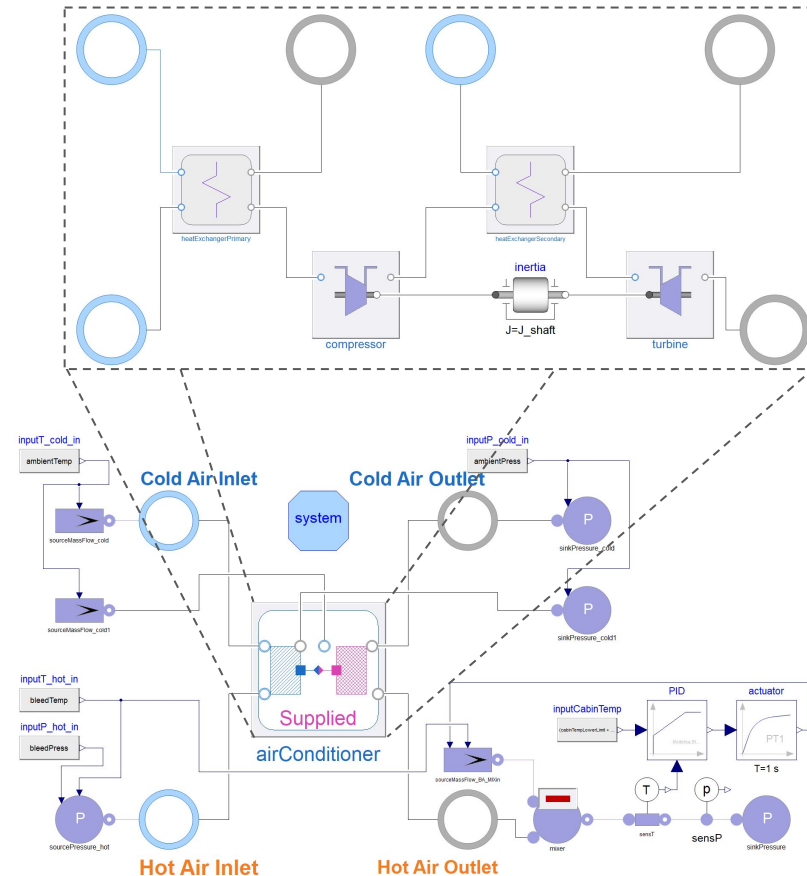 heatExchangerPrimary
heatExchangerSecondary
inertia
J=J_shaft
compressor
turbine
inputT_cold_in
ambientTemp
inputP_cold_in
ambientPress
Cold Air Inlet
Cold Air Outlet
system
P
sourceMassFlow_cold
sinkPressure_cold
P
sourceMassFlow_cold1
sinkPressure_cold1
inputT_hot_in
bleedTemp
inputP_hot_in
bleedPress
Supplied
airConditioner
PID
actuator
inputCabinTemp
(cabinTempLowerLimit + ...
PT1
T=1 s
sourceMassFlow_BA_MIXin
T
p
P
sourcePressure_hot
mixer
sensT
sensP
P
sinkPressure
Hot Air Inlet
Hot Air Outlet